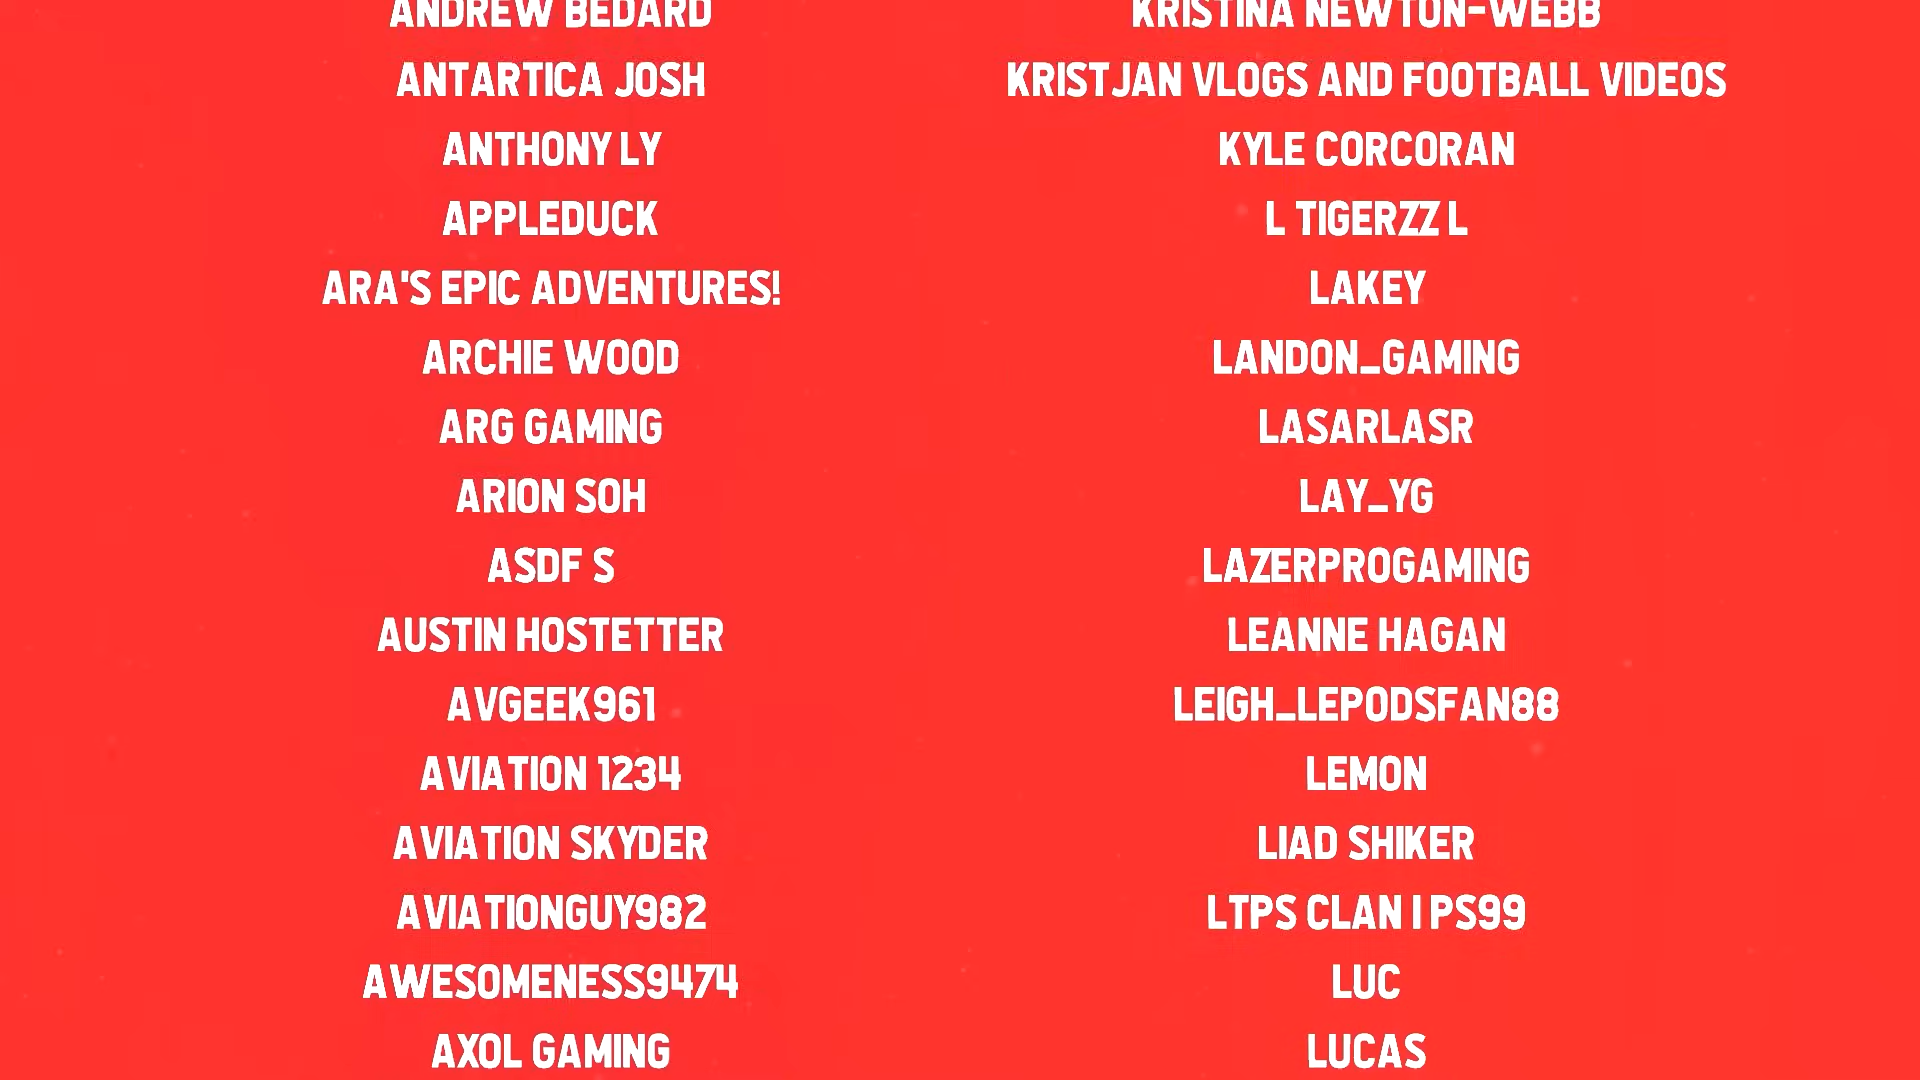 ANDREW BEDARD
ANTARTICA JOSH
ANTHONY LY
APPLEDUCK
ARA'S EPIC ADVENTURES!
ARCHIE WOOD
ARG GAMING
ARION SOH
ASDF S
AUSTIN HOSTETTER
AVGEEK961
AVIATION 1234
AVIATION SKYDER
AVIATIONGUY982
AWESOMENESS9474
AXOL GAMING
KRISTINA NEWTON-WEBB
KRISTJAN VLOGS AND FOOTBALL VIDEOS
KYLE CORCORAN
L TIGERZZ L
LAKEY
LANDON_GAMING
LASARLASR
LAY_YG
LAZERPROGAMING
LEANNE HAGAN
LEIGH_LEPODSFAN88
LEMON
LIAD SHIKER
LTPS CLAN I PS99
LUC
LUCAS